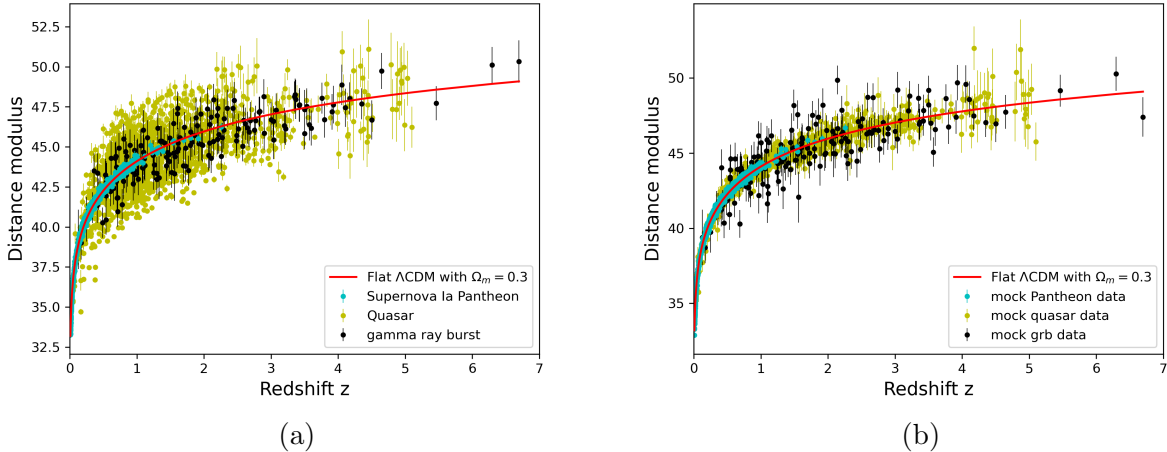 52.5
50.0
47.5
45.0
42.5
40.0
37.5
35.0
32.5
Distance modulus
0 1 2 3 4 5 6 7
Redshift z
Flat ΛCDM with Ωm = 0.3
Supernova Ia Pantheon
Quasar
gamma ray burst
(a)
50
45
40
35
Distance modulus
0 1 2 3 4 5 6 7
Redshift z
Flat ΛCDM with Ωm = 0.3
mock Pantheon data
mock quasar data
mock grb data
(b)